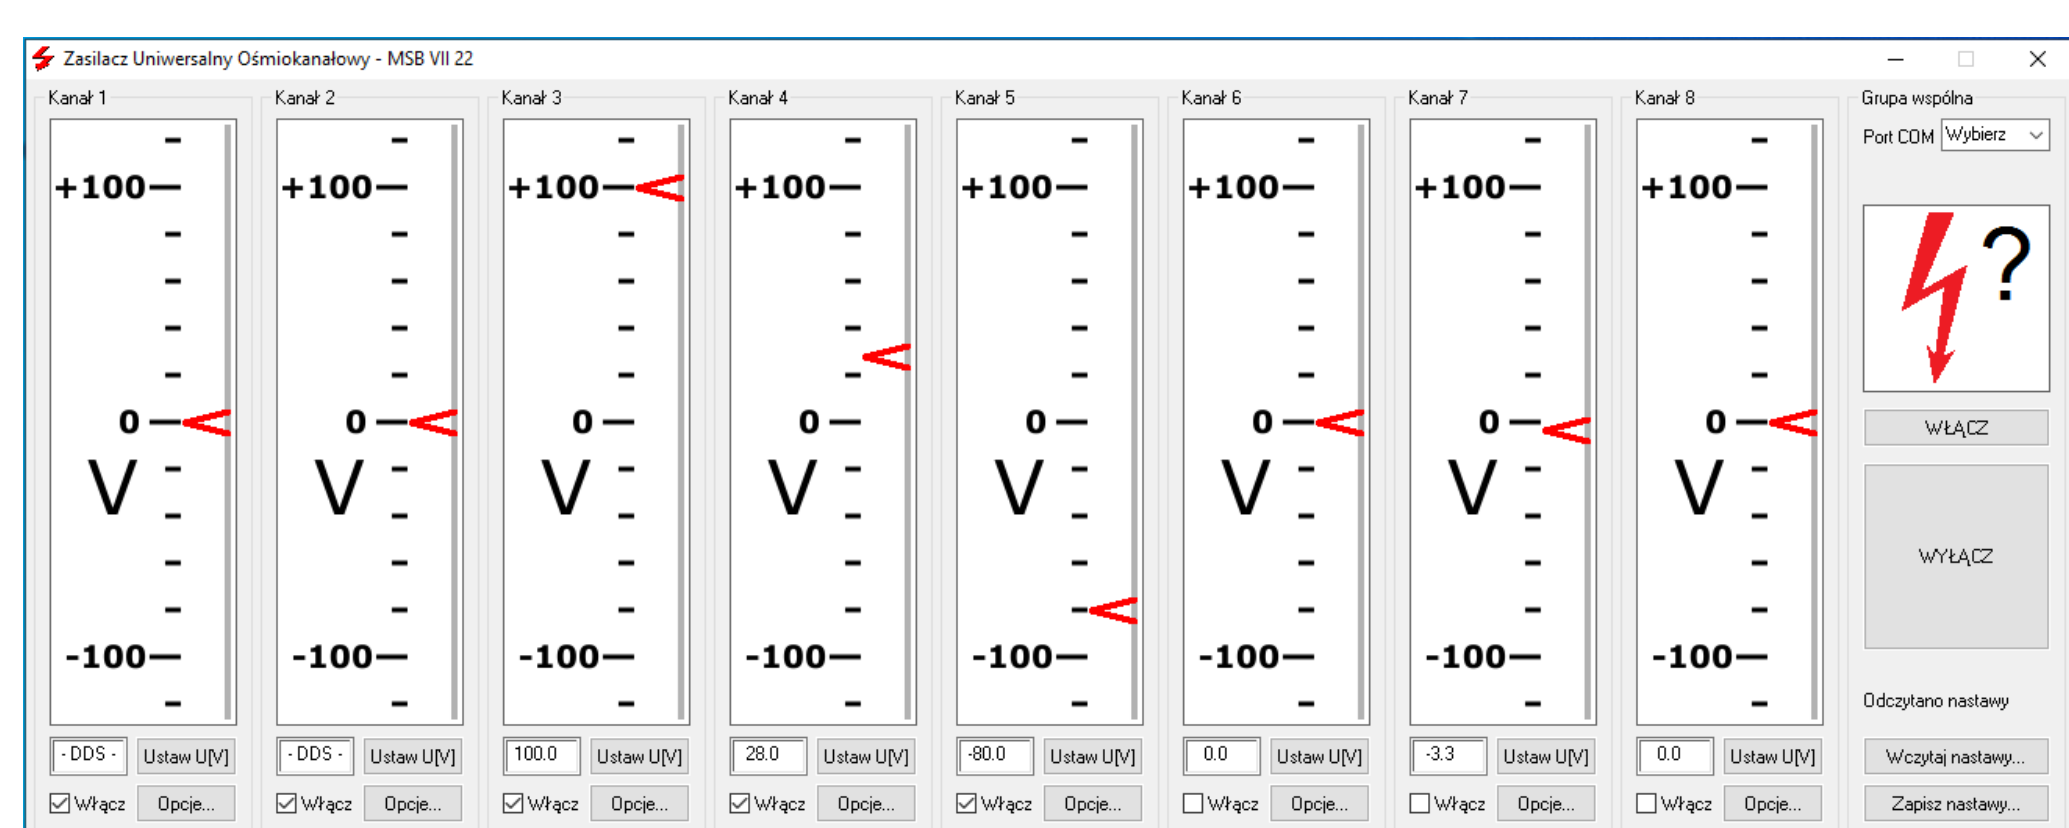 Zasilacz Uniwersalny Ośmiokanałowy - MSB VII 22
Kanał 1
+100
0
V
-100
- DDS -
Ustaw U[V]
Włącz
Opcje...
Kanał 2
+100
0
V
-100
- DDS -
Ustaw U[V]
Włącz
Opcje...
Kanał 3
+100
0
V
-100
100.0
Ustaw U[V]
Włącz
Opcje...
Kanał 4
+100
0
V
-100
28.0
Ustaw U[V]
Włącz
Opcje...
Kanał 5
+100
0
V
-100
-80.0
Ustaw U[V]
Włącz
Opcje...
Kanał 6
+100
0
V
-100
0.0
Ustaw U[V]
Włącz
Opcje...
Kanał 7
+100
0
V
-100
-3.3
Ustaw U[V]
Włącz
Opcje...
Kanał 8
+100
0
V
-100
0.0
Ustaw U[V]
Włącz
Opcje...
Grupa wspólna
Port COM Wybierz
?
WŁĄCZ
WYŁĄCZ
Odczytano nastawy
Wczytaj nastawy...
Zapisz nastawy...